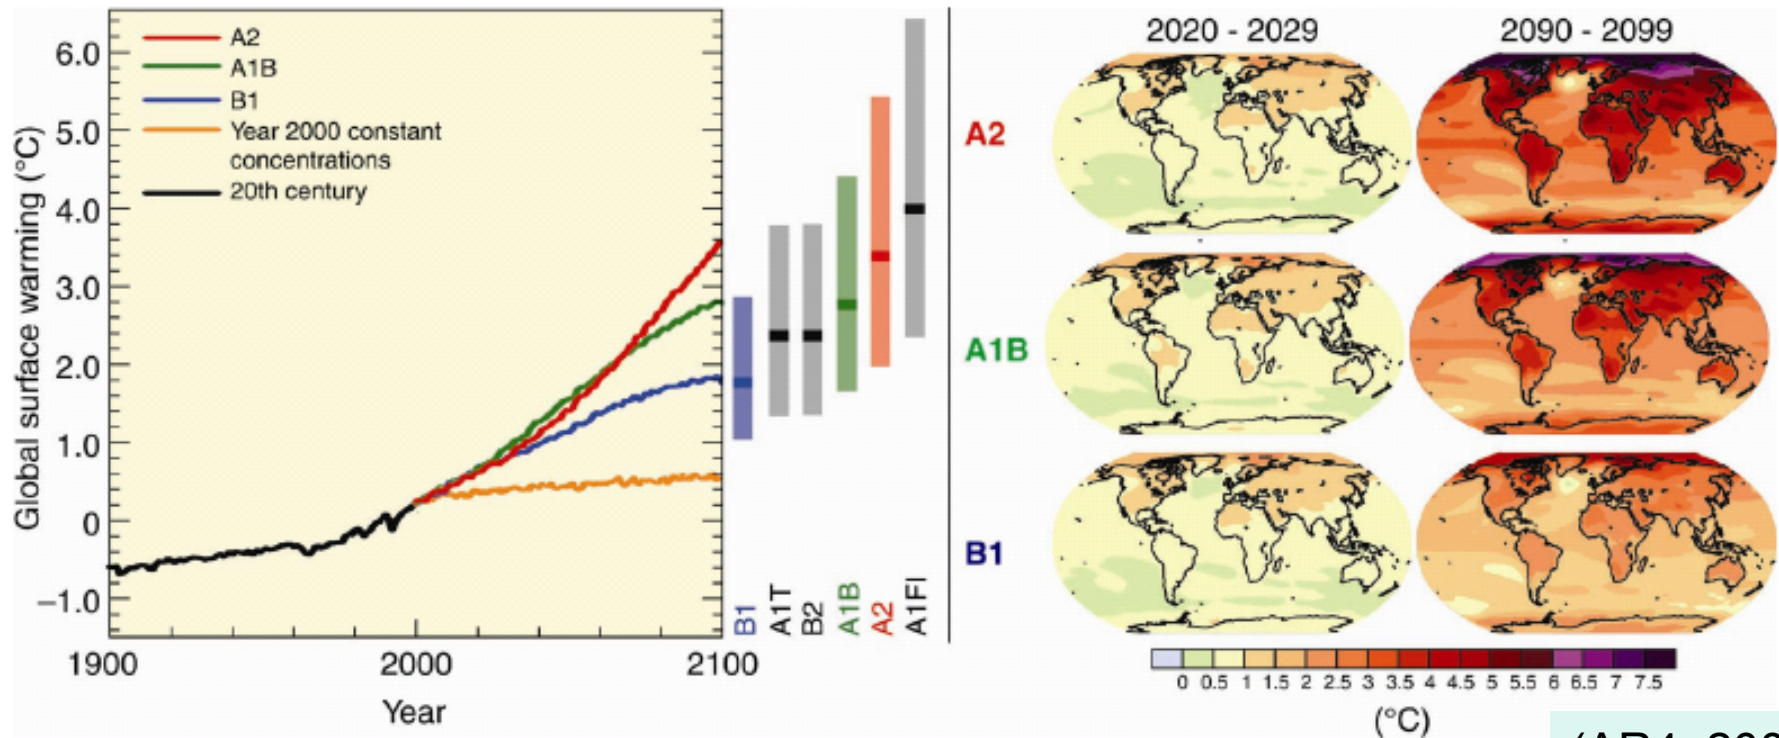 Global surface warming (°C)
6.0
5.0
4.0
3.0
2.0
1.0
0
−1.0
A2
A1B
B1
Year 2000 constant
concentrations
20th century
1900 2000 2100
Year
B1 A1T B2 A1B A2 A1FI
2020 - 2029 2090 - 2099
A2
A1B
B1
0 0.5 1 1.5 2 2.5 3 3.5 4 4.5 5 5.5 6 6.5 7 7.5
(°C)